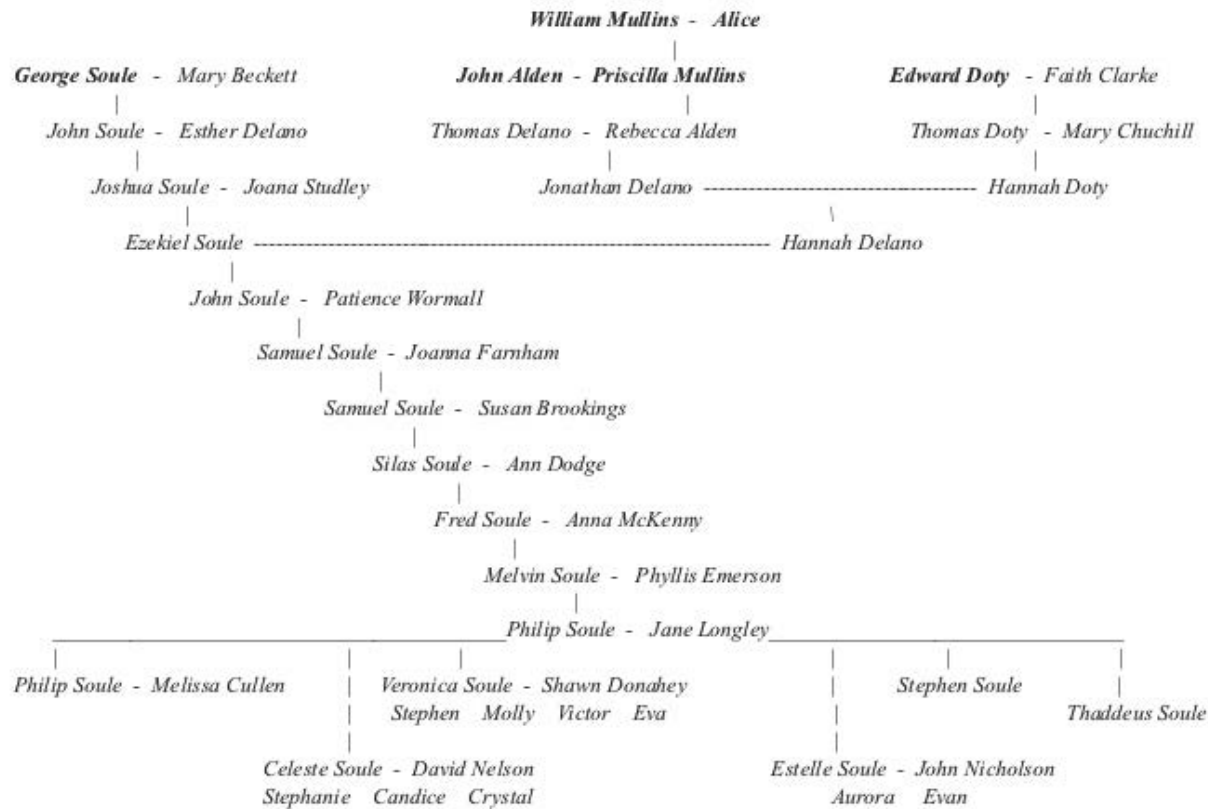 William Mullins - Alice
George Soule - Mary Beckett John Alden - Priscilla Mullins Edward Doty - Faith Clarke
John Soule - Esther Delano Thomas Delano - Rebecca Alden Thomas Doty - Mary Chuchill
Joshua Soule - Joana Studley Jonathan Delano Hannah Doty
Ezekiel Soule Hannah Delano
John Soule - Patience Wormall
Samuel Soule - Joanna Farnham
Samuel Soule - Susan Brookings
Silas Soule - Ann Dodge
Fred Soule - Anna McKenny
Melvin Soule - Phyllis Emerson
Philip Soule - Jane Longley
Philip Soule - Melissa Cullen Veronica Soule - Shawn Donahey Stephen Soule
Stephen Molly Victor Eva Thaddeus Soule
Celeste Soule - David Nelson Estelle Soule - John Nicholson
Stephanie Candice Crystal Aurora Evan